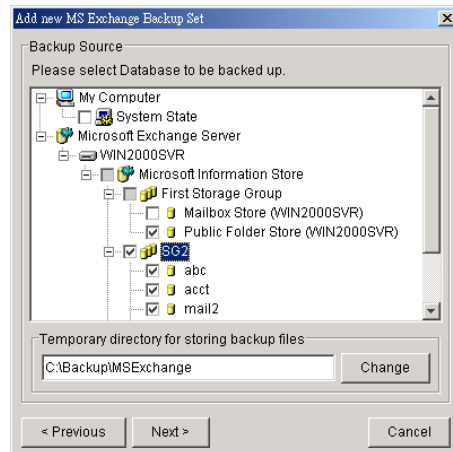 Add new MS Exchange Backup Set
Backup Source
Please select Database to be backed up.
My Computer
System State
Microsoft Exchange Server
WIN2000SVR
Microsoft Information Store
First Storage Group
Mailbox Store (WIN2000SVR)
Public Folder Store (WIN2000SVR)
SG2
abc
acct
mail2
Temporary directory for storing backup files
C:\Backup\MSExchange
Change
< Previous
Next >
Cancel